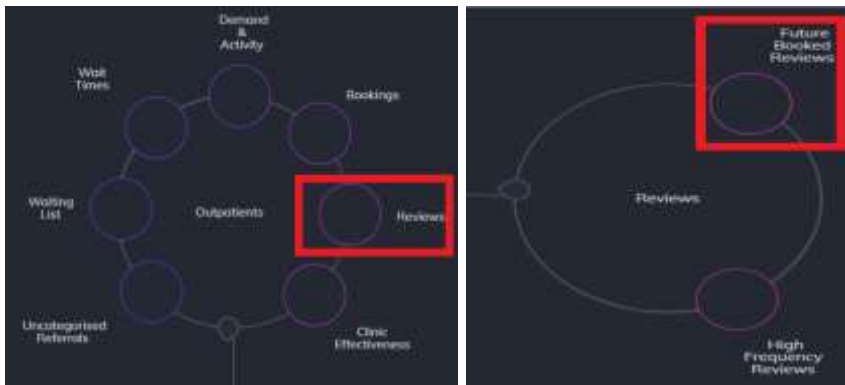 Demand
&
Activity
Wait
Times
Bookings
Waiting
List
Outpatients
Reviews
Uncategorised
Referrals
Clinic
Effectiveness
Future
Booked
Reviews
Reviews
High
Frequency
Reviews